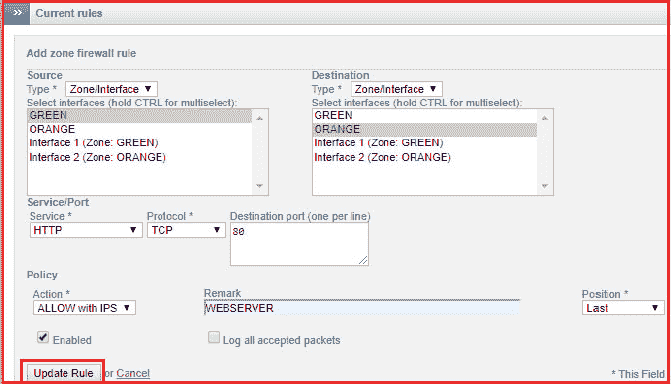 » Current rules
Add zone firewall rule
Source Destination
Type * Zone/Interface ▼ Type * Zone/Interface ▼
Select interfaces (hold CTRL for multiselect): Select interfaces (hold CTRL for multiselect):
GREEN GREEN
ORANGE ORANGE
Interface 1 (Zone: GREEN) Interface 1 (Zone: GREEN)
Interface 2 (Zone: ORANGE) Interface 2 (Zone: ORANGE)
Service/Port
Service * Protocol * Destination port (one per line)
HTTP ▼ TCP ▼ 80
Policy
Action * Remark Position *
ALLOW with IPS ▼ WEBSERVER Last ▼
Enabled Log all accepted packets
Update Rule or Cancel * This Field